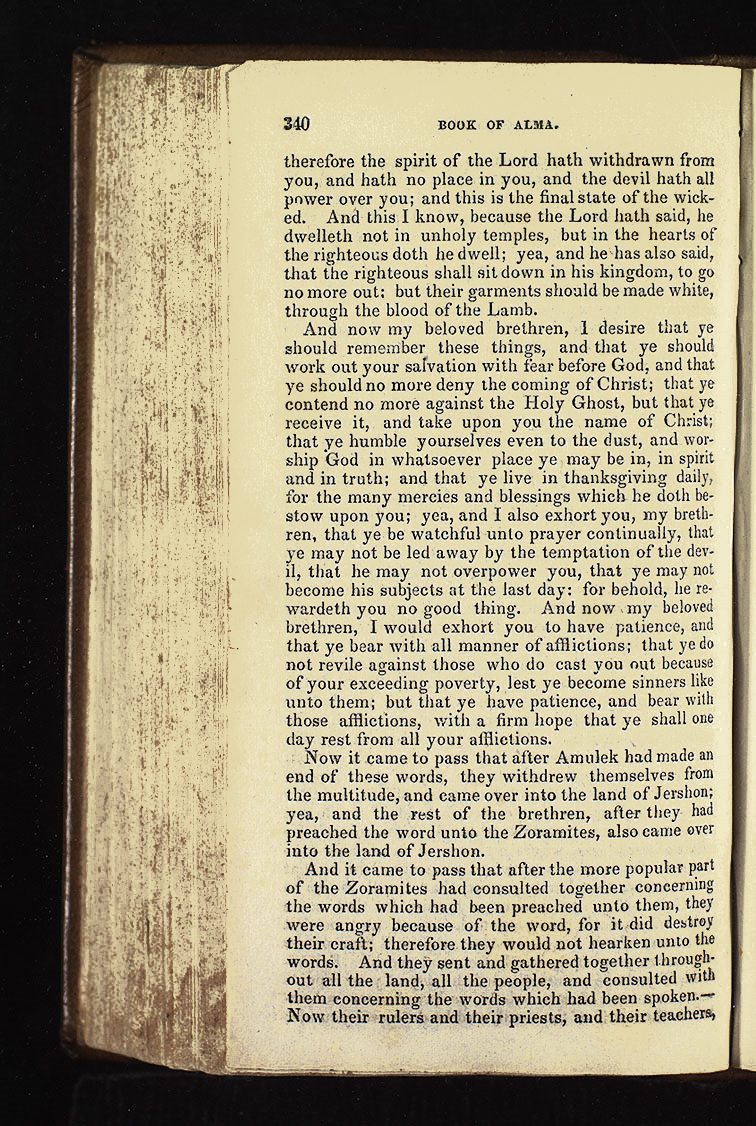 340 BOOK OF ALMA.
therefore the spirit of the Lord hath withdrawn from
you, and hath no place in you, and the devil hath all
power over you; and this is the final state of the wick-
ed. And this I know, because the Lord hath said, he
dwelleth not in unholy temples, but in the hearts of
the righteous doth he dwell; yea, and he has also said,
that the righteous shall sit down in his kingdom, to go
no more out: but their garments should be made white,
through the blood of the Lamb.
And now my beloved brethren, I desire that ye
should remember these things, and that ye should
work out your salvation with fear before God, and that
ye should no more deny the coming of Christ; that ye
contend no more against the Holy Ghost, but that ye
receive it, and take upon you the name of Christ;
that ye humble yourselves even to the dust, and wor-
ship God in whatsoever place ye may be in, in spirit
and in truth; and that ye live in thanksgiving daily,
for the many mercies and blessings which he doth be-
stow upon you; yea, and I also exhort you, my breth-
ren, that ye be watchful unto prayer continually, that
ye may not be led away by the temptation of the dev-
il, that he may not overpower you, that ye may not
become his subjects at the last day: for behold, he re-
wardeth you no good thing. And now my beloved
brethren, I would exhort you to have patience, and
that ye bear with all manner of afflictions; that ye do
not revile against those who do cast you out because
of your exceeding poverty, lest ye become sinners like
unto them; but that ye have patience, and bear with
those afflictions, with a firm hope that ye shall one
day rest from all your afflictions.
Now it came to pass that after Amulek had made an
end of these words, they withdrew themselves from
the multitude, and came over into the land of Jershon;
yea, and the rest of the brethren, after they had
preached the word unto the Zoramites, also came over
into the land of Jershon.
And it came to pass that after the more popular part
of the Zoramites had consulted together concerning
the words which had been preached unto them, they
were angry because of the word, for it did destroy
their craft; therefore they would not hearken unto the
words. And they sent and gathered together through-
out all the land, all the people, and consulted with
them concerning the words which had been spoken.—
Now their rulers and their priests, and their teachers,